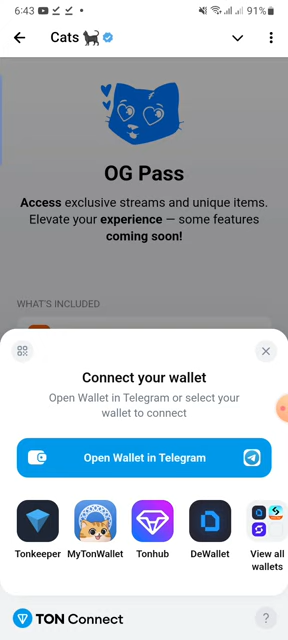 6:43
91%
Cats
OG Pass
Access exclusive streams and unique items.
Elevate your experience — some features
coming soon!
WHAT'S INCLUDED
Connect your wallet
Open Wallet in Telegram or select your
wallet to connect
Open Wallet in Telegram
Tonkeeper MyTonWallet Tonhub DeWallet View all
wallets
TON Connect
?